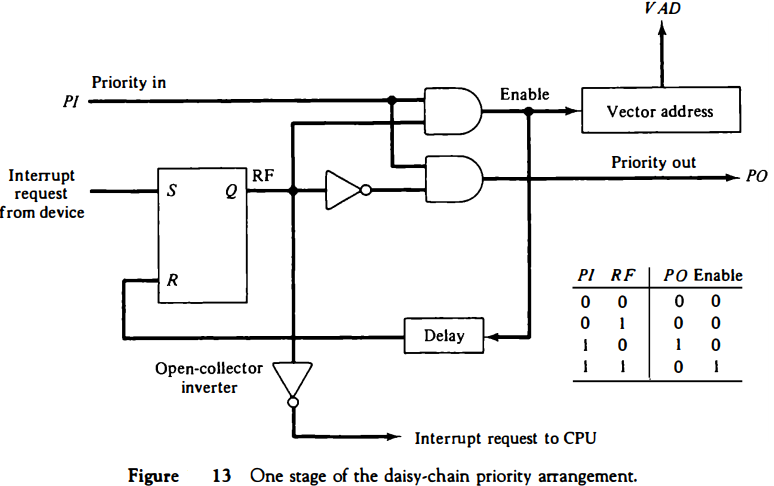 VAD
Priority in
PI
Enable
Vector address
Priority out
PO
Interrupt
request
from device
S
Q
RF
R
PI RF PO Enable
0 0 0 0
0 1 0 0
1 0 1 0
1 1 0 1
Delay
Open-collector
inverter
Interrupt request to CPU
Figure 13 One stage of the daisy-chain priority arrangement.